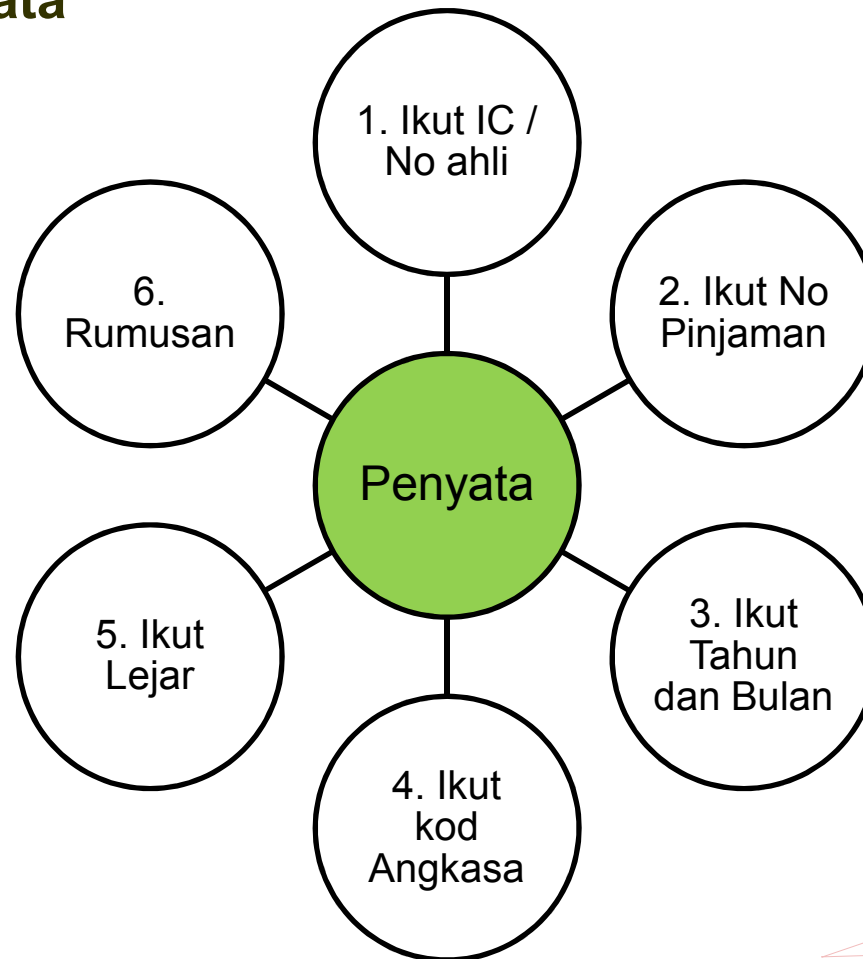 ata
1. Ikut IC /
No ahli
2. Ikut No
Pinjaman
3. Ikut
Tahun
dan Bulan
4. Ikut
kod
Angkasa
5. Ikut
Lejar
6.
Rumusan
Penyata